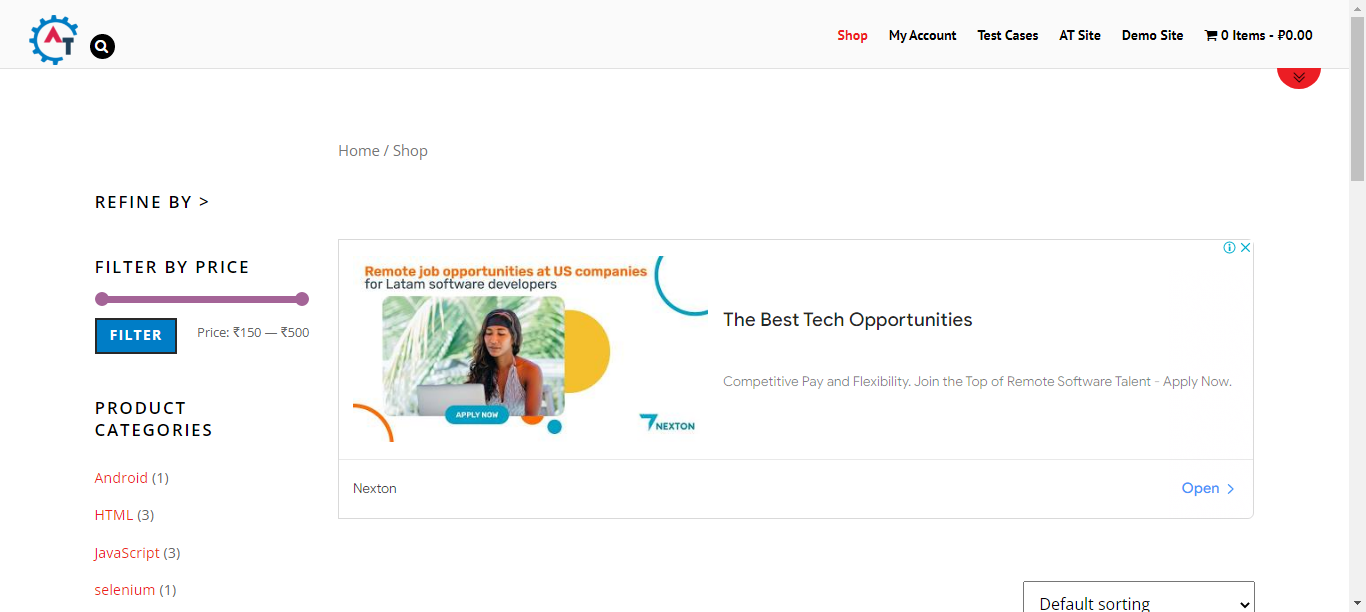 AT
Shop
My Account
Test Cases
AT Site
Demo Site
0 Items - ₽0.00
Home / Shop
REFINE BY >
FILTER BY PRICE
FILTER
Price: ₹150 — ₹500
PRODUCT
CATEGORIES
Android (1)
HTML (3)
JavaScript (3)
selenium (1)
Remote job opportunities at US companies
for Latam software developers
APPLY NOW
NEXTON
The Best Tech Opportunities
Competitive Pay and Flexibility. Join the Top of Remote Software Talent - Apply Now.
Nexton
Open
Default sorting